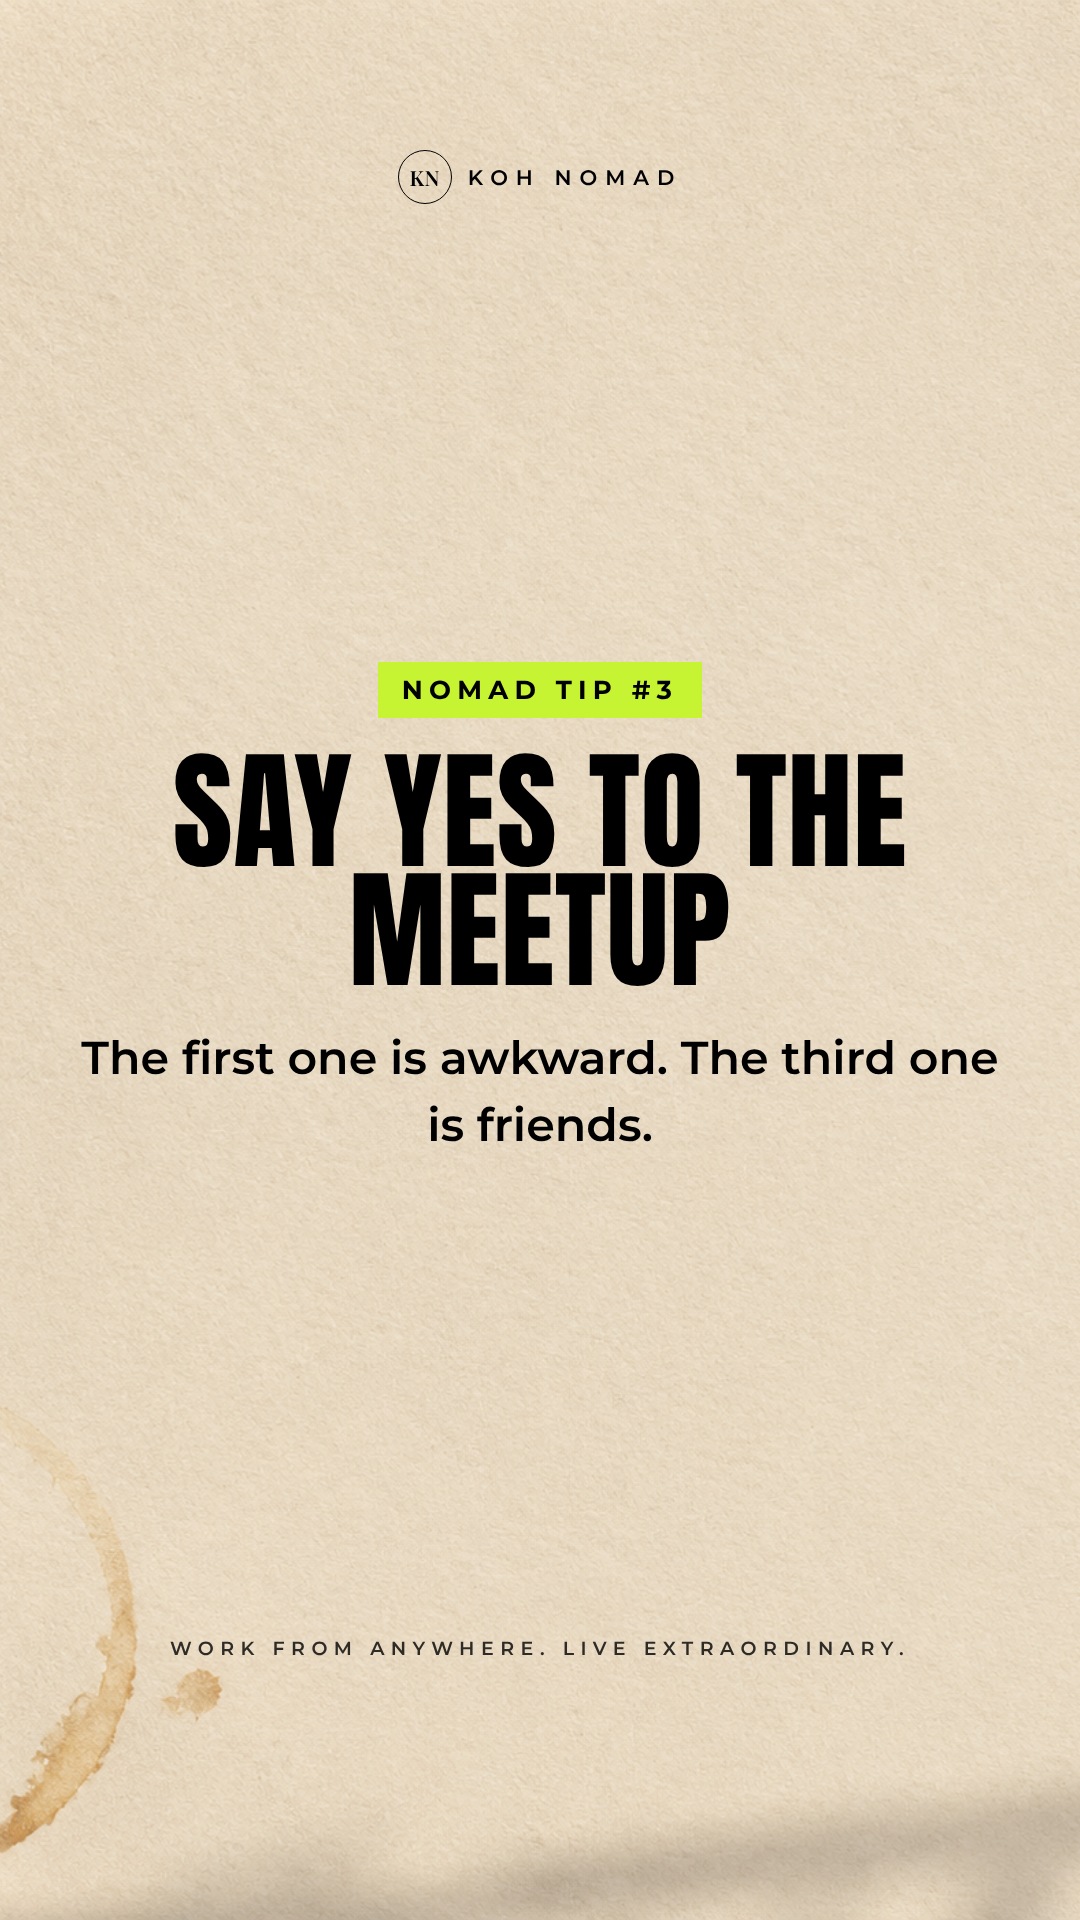 KN KOH NOMAD
NOMAD TIP #3
SAY YES TO THE
MEETUP
The first one is awkward. The third one
is friends.
WORK FROM ANYWHERE. LIVE EXTRAORDINARY.